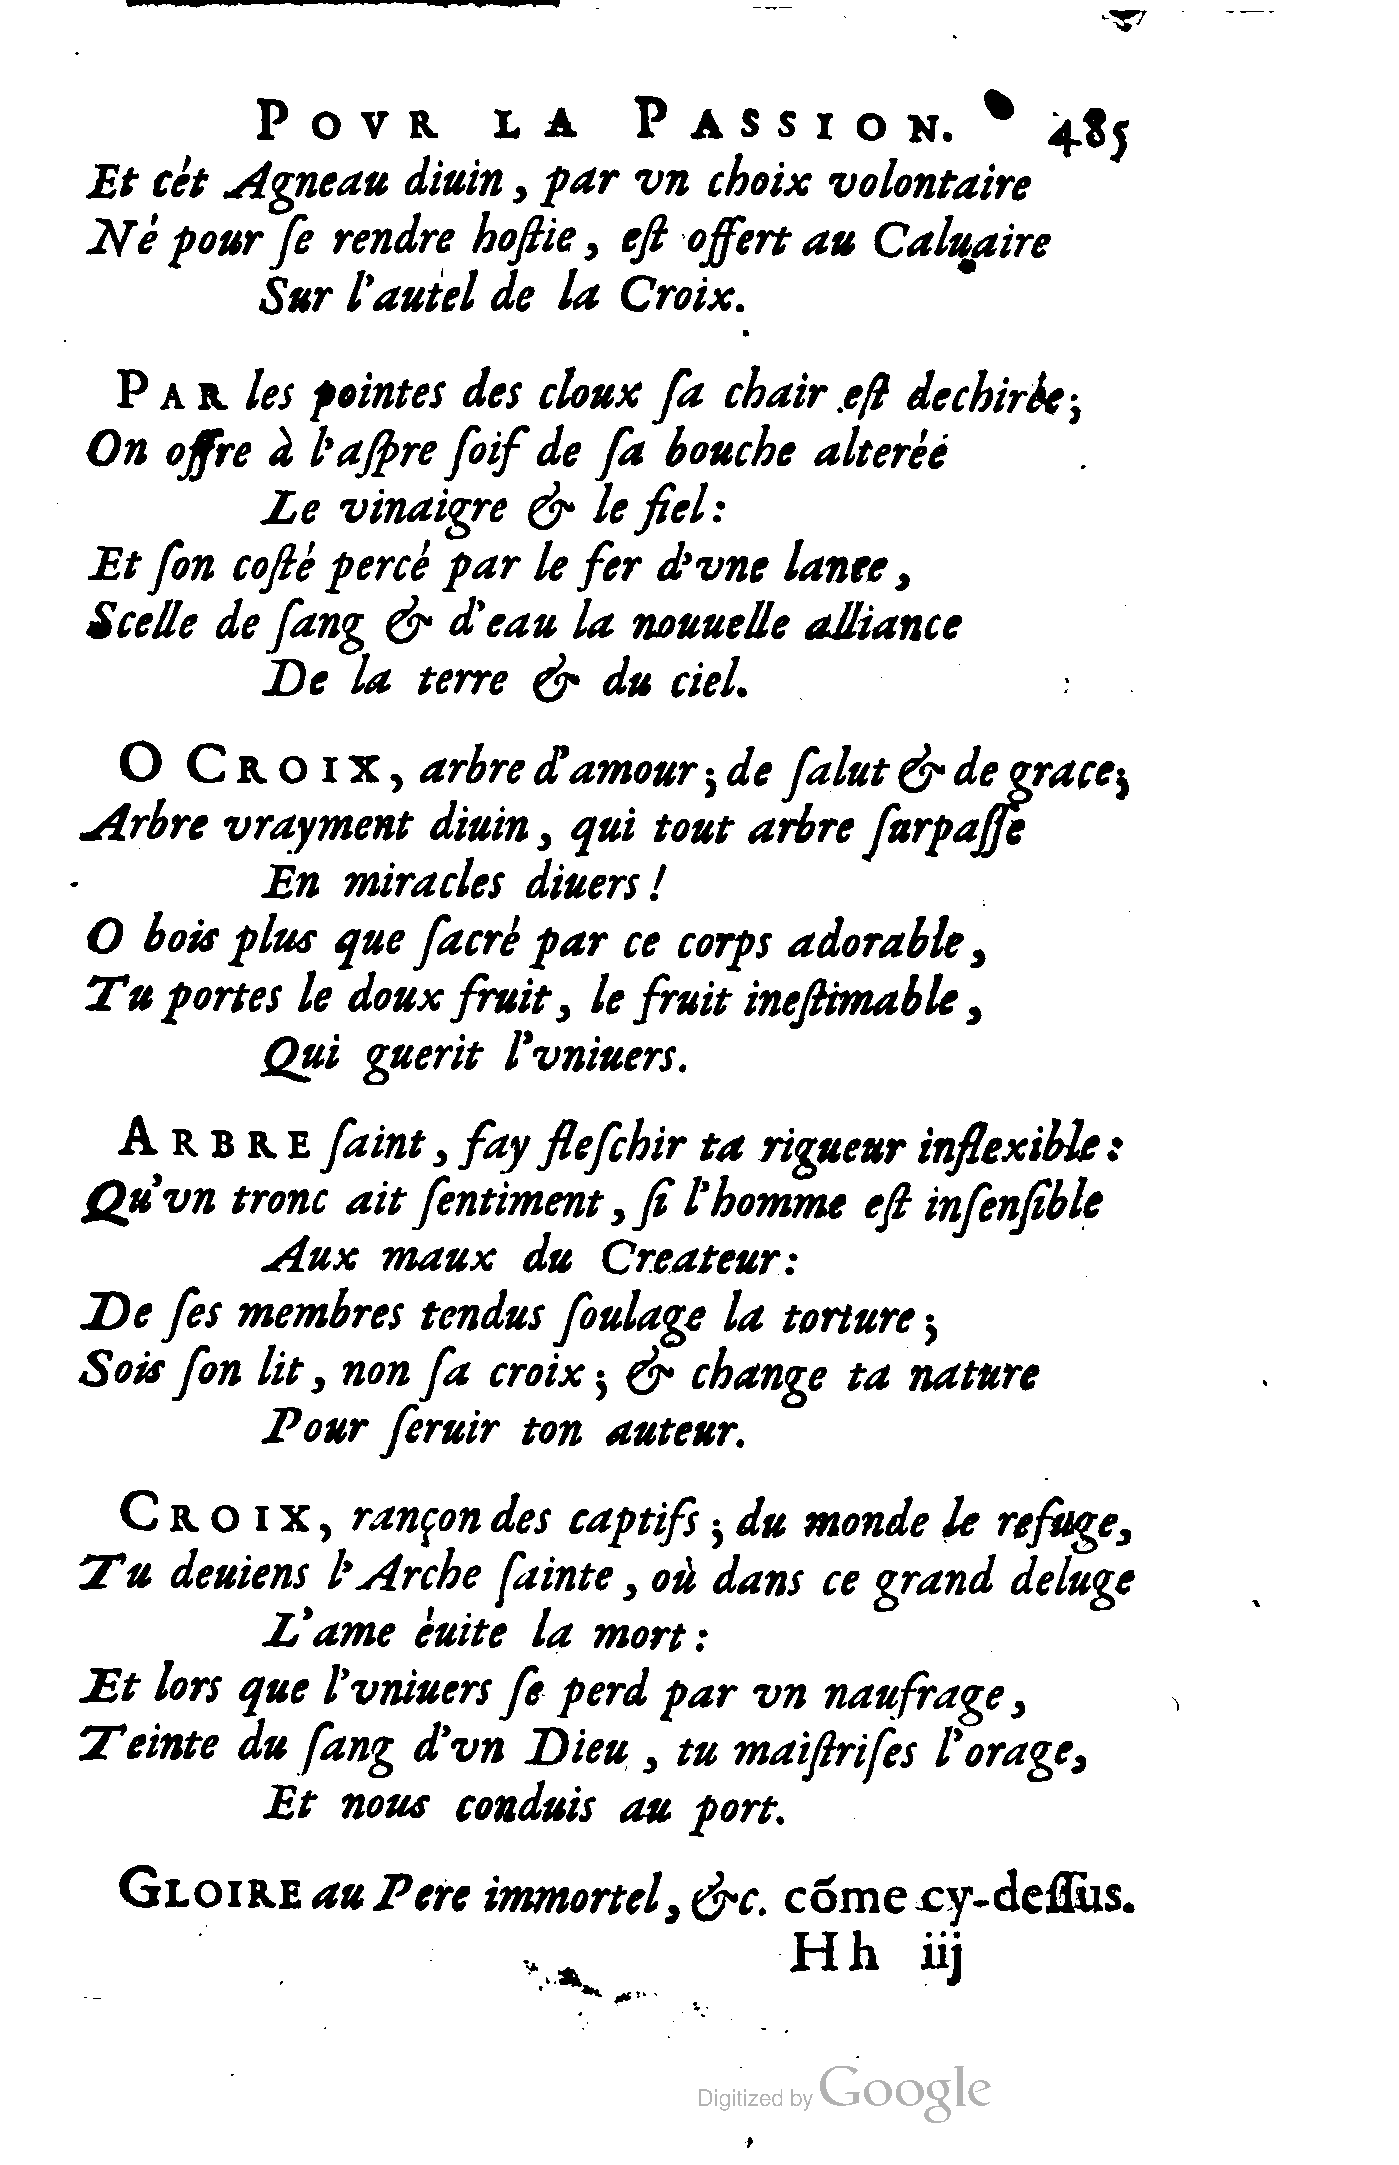 POVR LA PASSION. 485
Et cét Agneau diuin, par vn choix volontaire
Né pour ſe rendre hoſtie, eſt offert au Caluaire
Sur l'autel de la Croix.
PAR les pointes des cloux ſa chair eſt dechirée;
On offre à l'aſpre ſoif de ſa bouche alterée
Le vinaigre & le fiel:
Et ſon coſté percé par le fer d'vne lance,
Scelle de ſang & d'eau la nouuelle alliance
De la terre & du ciel.
O CROIX, arbre d'amour; de ſalut & de grace;
Arbre vrayment diuin, qui tout arbre ſurpaſſe
En miracles diuers!
O bois plus que ſacré par ce corps adorable,
Tu portes le doux fruit, le fruit ineſtimable,
Qui guerit l'vniuers.
ARBRE ſaint, fay fleſchir ta rigueur inflexible:
Qu'vn tronc ait ſentiment, ſi l'homme eſt inſenſible
Aux maux du Createur:
De ſes membres tendus ſoulage la torture;
Sois ſon lit, non ſa croix; & change ta nature
Pour ſeruir ton auteur.
CROIX, rançon des captifs; du monde le refuge,
Tu deuiens l'Arche ſainte, où dans ce grand deluge
L'ame éuite la mort:
Et lors que l'vniuers ſe perd par vn naufrage,
Teinte du ſang d'vn Dieu, tu maiſtriſes l'orage,
Et nous conduis au port.
GLOIRE au Pere immortel, &c. cõme cy-deſſus.
Hh iij
Digitized by Google